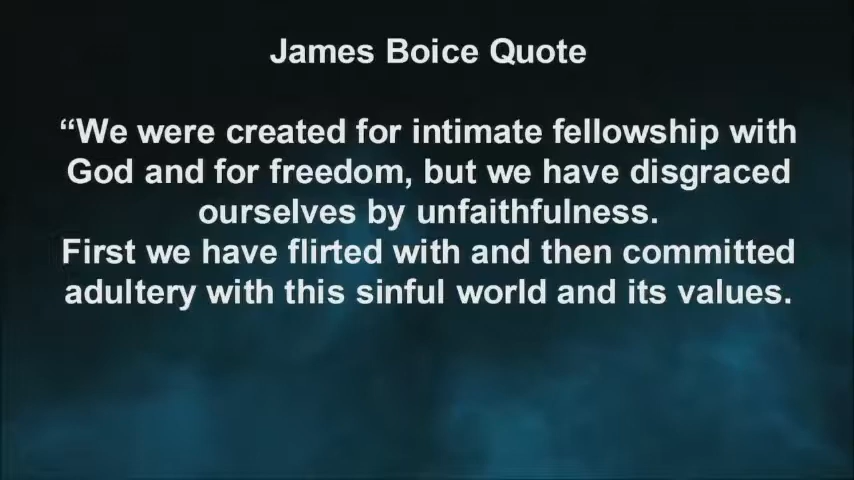 James Boice Quote
“We were created for intimate fellowship with
God and for freedom, but we have disgraced
ourselves by unfaithfulness.
First we have flirted with and then committed
adultery with this sinful world and its values.